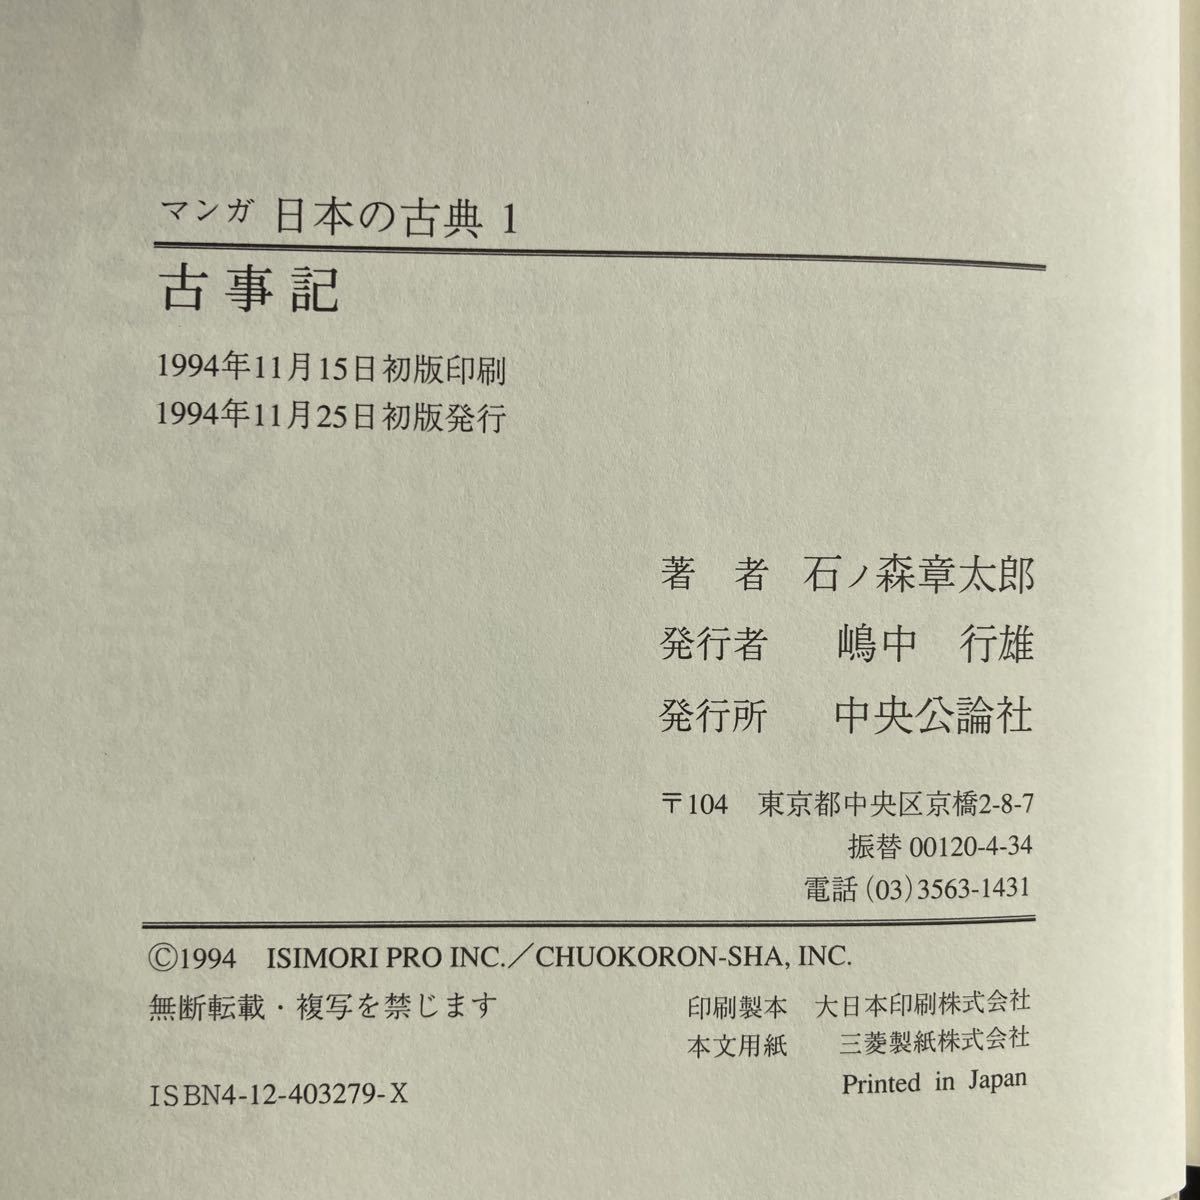 マンガ 日本の古典 1
古事記
1994年11月15日初版印刷
1994年11月25日初版発行
著 者 石ノ森章太郎
発行者 嶋中 行雄
発行所 中央公論社
〒104 東京都中央区京橋2-8-7
振替 00120-4-34
電話(03)3563-1431
©1994 ISIMORI PRO INC.／CHUOKORON-SHA, INC.
無断転載・複写を禁じます
印刷製本 大日本印刷株式会社
本文用紙 三菱製紙株式会社
Printed in Japan
ISBN4-12-403279-X